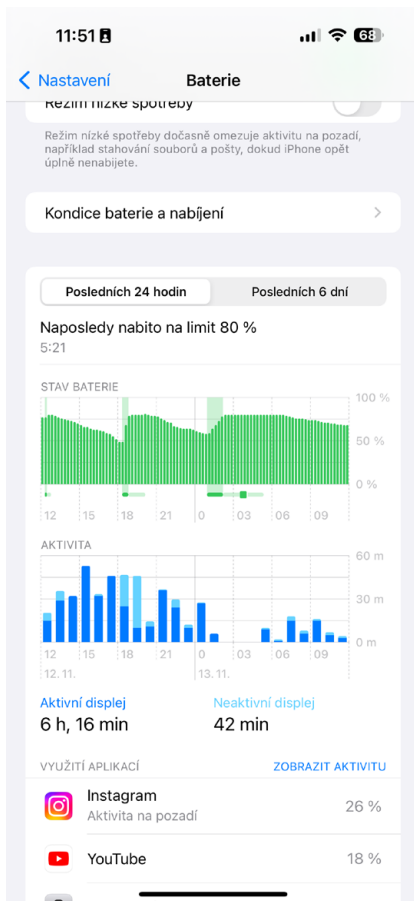 11:51
68
Nastavení
Baterie
Režim nízké spotřeby
Režim nízké spotřeby dočasně omezuje aktivitu na pozadí,
například stahování souborů a pošty, dokud iPhone opět
úplně nenabijete.
Kondice baterie a nabíjení
Posledních 24 hodin
Posledních 6 dní
Naposledy nabito na limit 80 %
5:21
STAV BATERIE
100 %
50 %
0 %
12 15 18 21 0 03 06 09
AKTIVITA
60 m
30 m
0 m
12 15 18 21 0 03 06 09
12. 11. 13. 11.
Aktivní displej Neaktivní displej
6 h, 16 min 42 min
VYUŽITÍ APLIKACÍ ZOBRAZIT AKTIVITU
Instagram
26 %
Aktivita na pozadí
YouTube 18 %